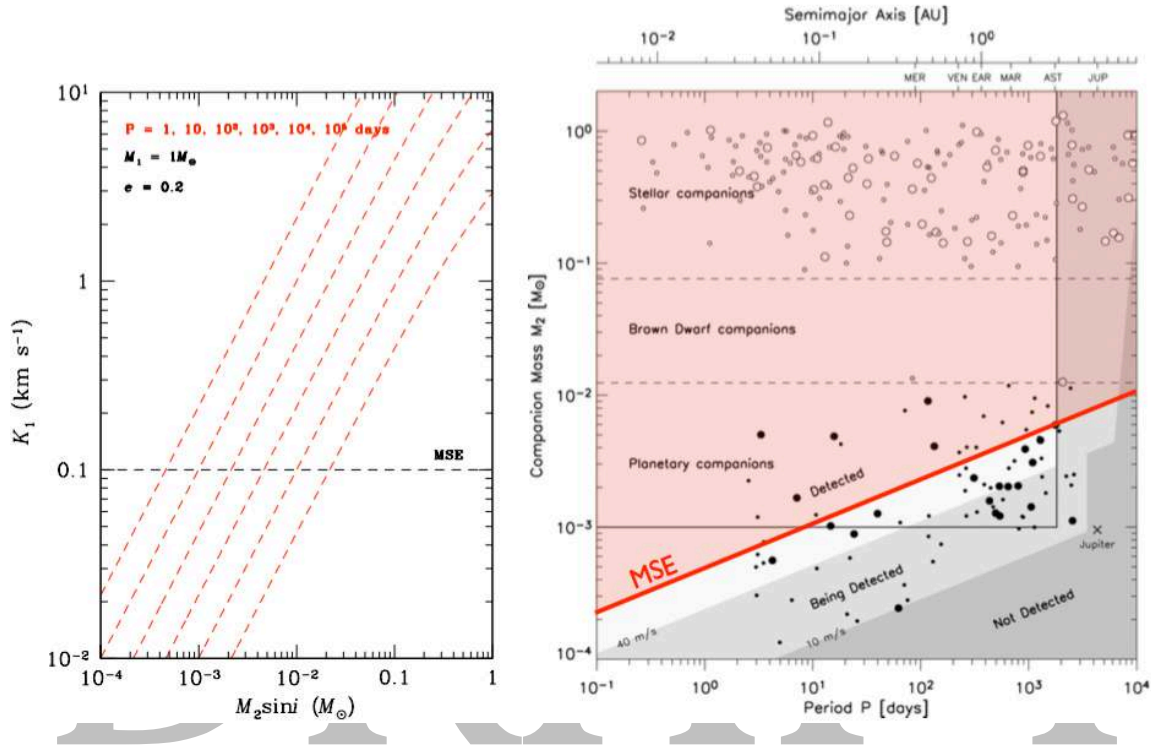 P = 1, 10, 10², 10³, 10⁴, 10⁵ days
M₁ = 1M⊙
e = 0.2
MSE
10¹
1
0.1
10⁻²
K₁ (km s⁻¹)
10⁻⁴ 10⁻³ 10⁻² 0.1 1
M₂sini (M⊙)
Semimajor Axis [AU]
10⁻² 10⁻¹ 10⁰
MER VEN EAR MAR AST JUP
10⁰
10⁻¹
10⁻²
10⁻³
10⁻⁴
Companion Mass M₂ [M⊙]
Stellar companions
Brown Dwarf companions
Planetary companions
Detected
MSE
Being Detected
Jupiter
Not Detected
40 m/s
10 m/s
10⁻¹ 10⁰ 10¹ 10² 10³ 10⁴
Period P [days]